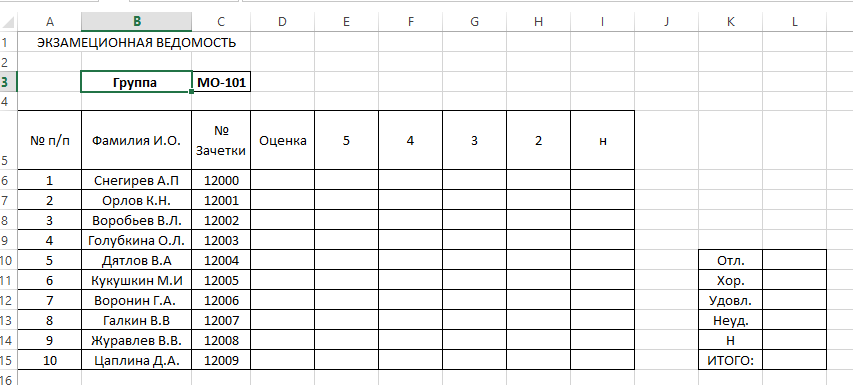 A B C D E F G H I J K L
1 ЭКЗАМЕЦИОННАЯ ВЕДОМОСТЬ
2
3 Группа МО-101
4
5 № п/п Фамилия И.О. № Зачетки Оценка 5 4 3 2 н
6 1 Снегирев А.П 12000
7 2 Орлов К.Н. 12001
8 3 Воробьев В.Л. 12002
9 4 Голубкина О.Л. 12003
10 5 Дятлов В.А 12004 Отл.
11 6 Кукушкин М.И 12005 Хор.
12 7 Воронин Г.А. 12006 Удовл.
13 8 Галкин В.В 12007 Неуд.
14 9 Журавлев В.В. 12008 Н
15 10 Цаплина Д.А. 12009 ИТОГО:
16